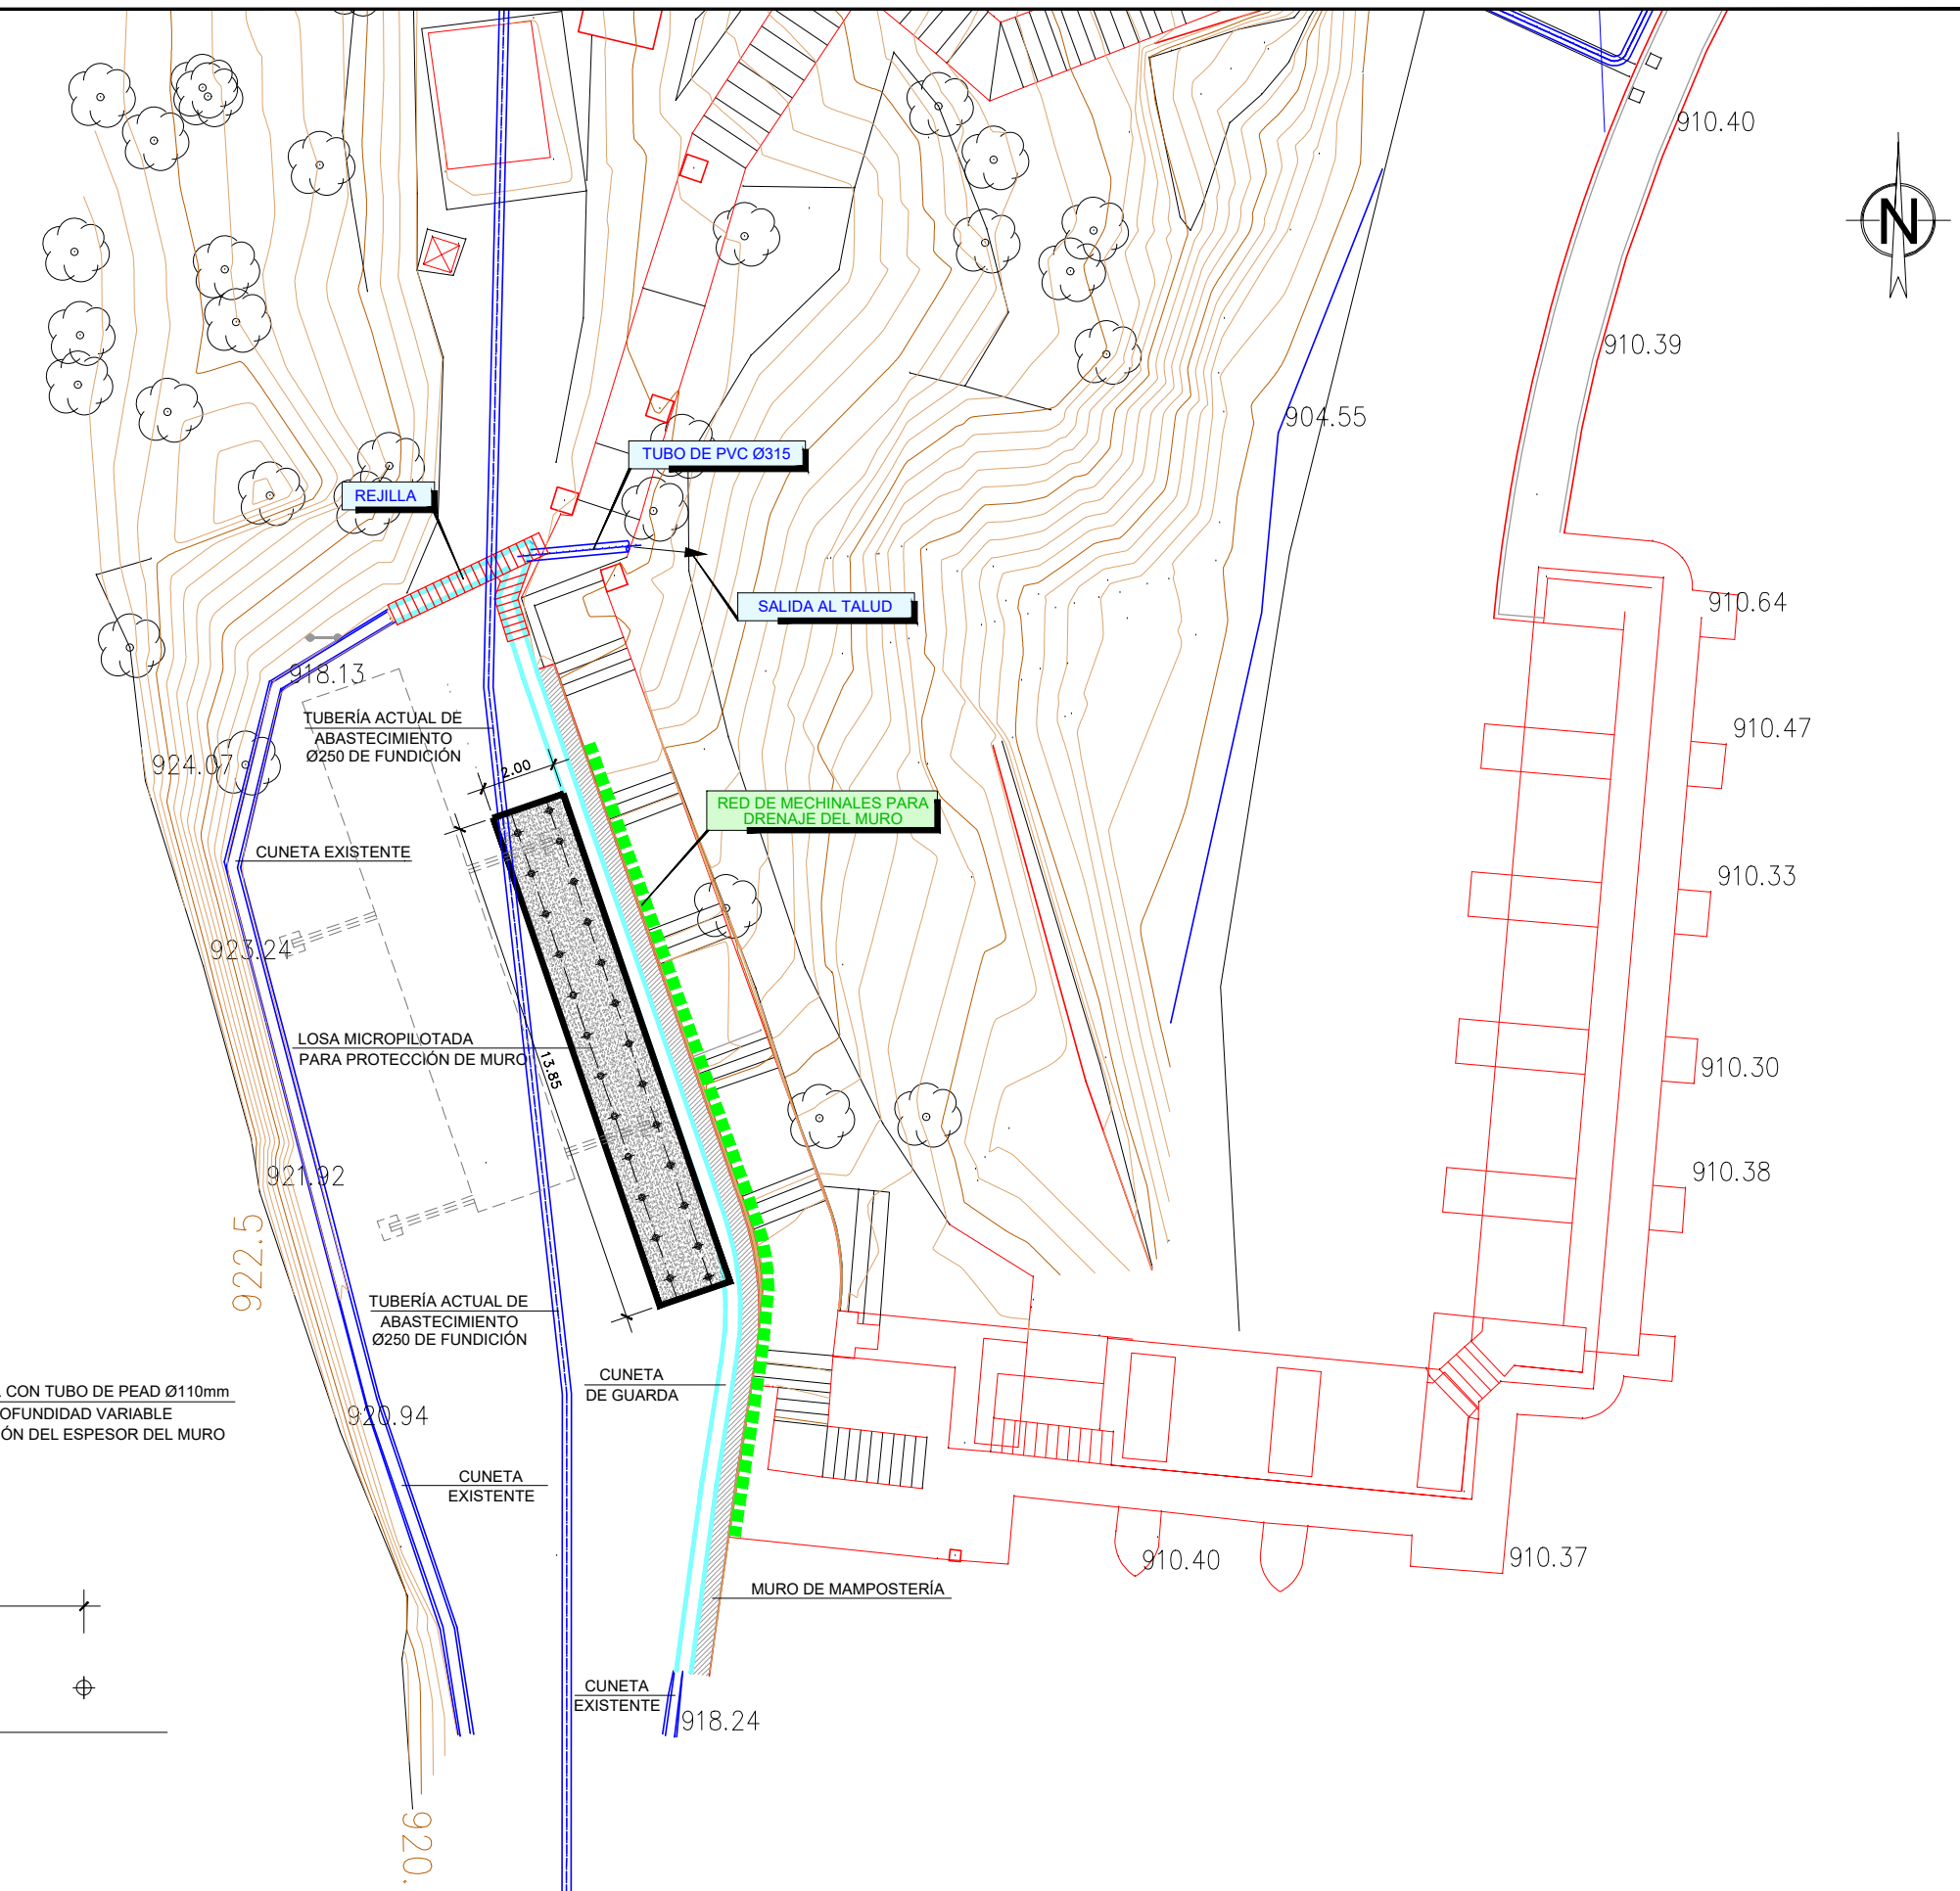 910.40
N
910.39
904.55
TUBO DE PVC Ø315
REJILLA
SALIDA AL TALUD
910.64
918.13
TUBERÍA ACTUAL DE
ABASTECIMIENTO
Ø250 DE FUNDICIÓN
910.47
924.07
2.00
RED DE MECHINALES PARA
DRENAJE DEL MURO
CUNETA EXISTENTE
910.33
923.24
LOSA MICROPILOTADA
PARA PROTECCIÓN DE MURO
13.85
910.30
921.92
910.38
922.5
TUBERÍA ACTUAL DE
ABASTECIMIENTO
Ø250 DE FUNDICIÓN
CUNETA
DE GUARDA
CON TUBO DE PEAD Ø110mm
OFUNDIDAD VARIABLE
IÓN DEL ESPESOR DEL MURO
920.94
CUNETA
EXISTENTE
910.40
910.37
MURO DE MAMPOSTERÍA
CUNETA
EXISTENTE
918.24
920.